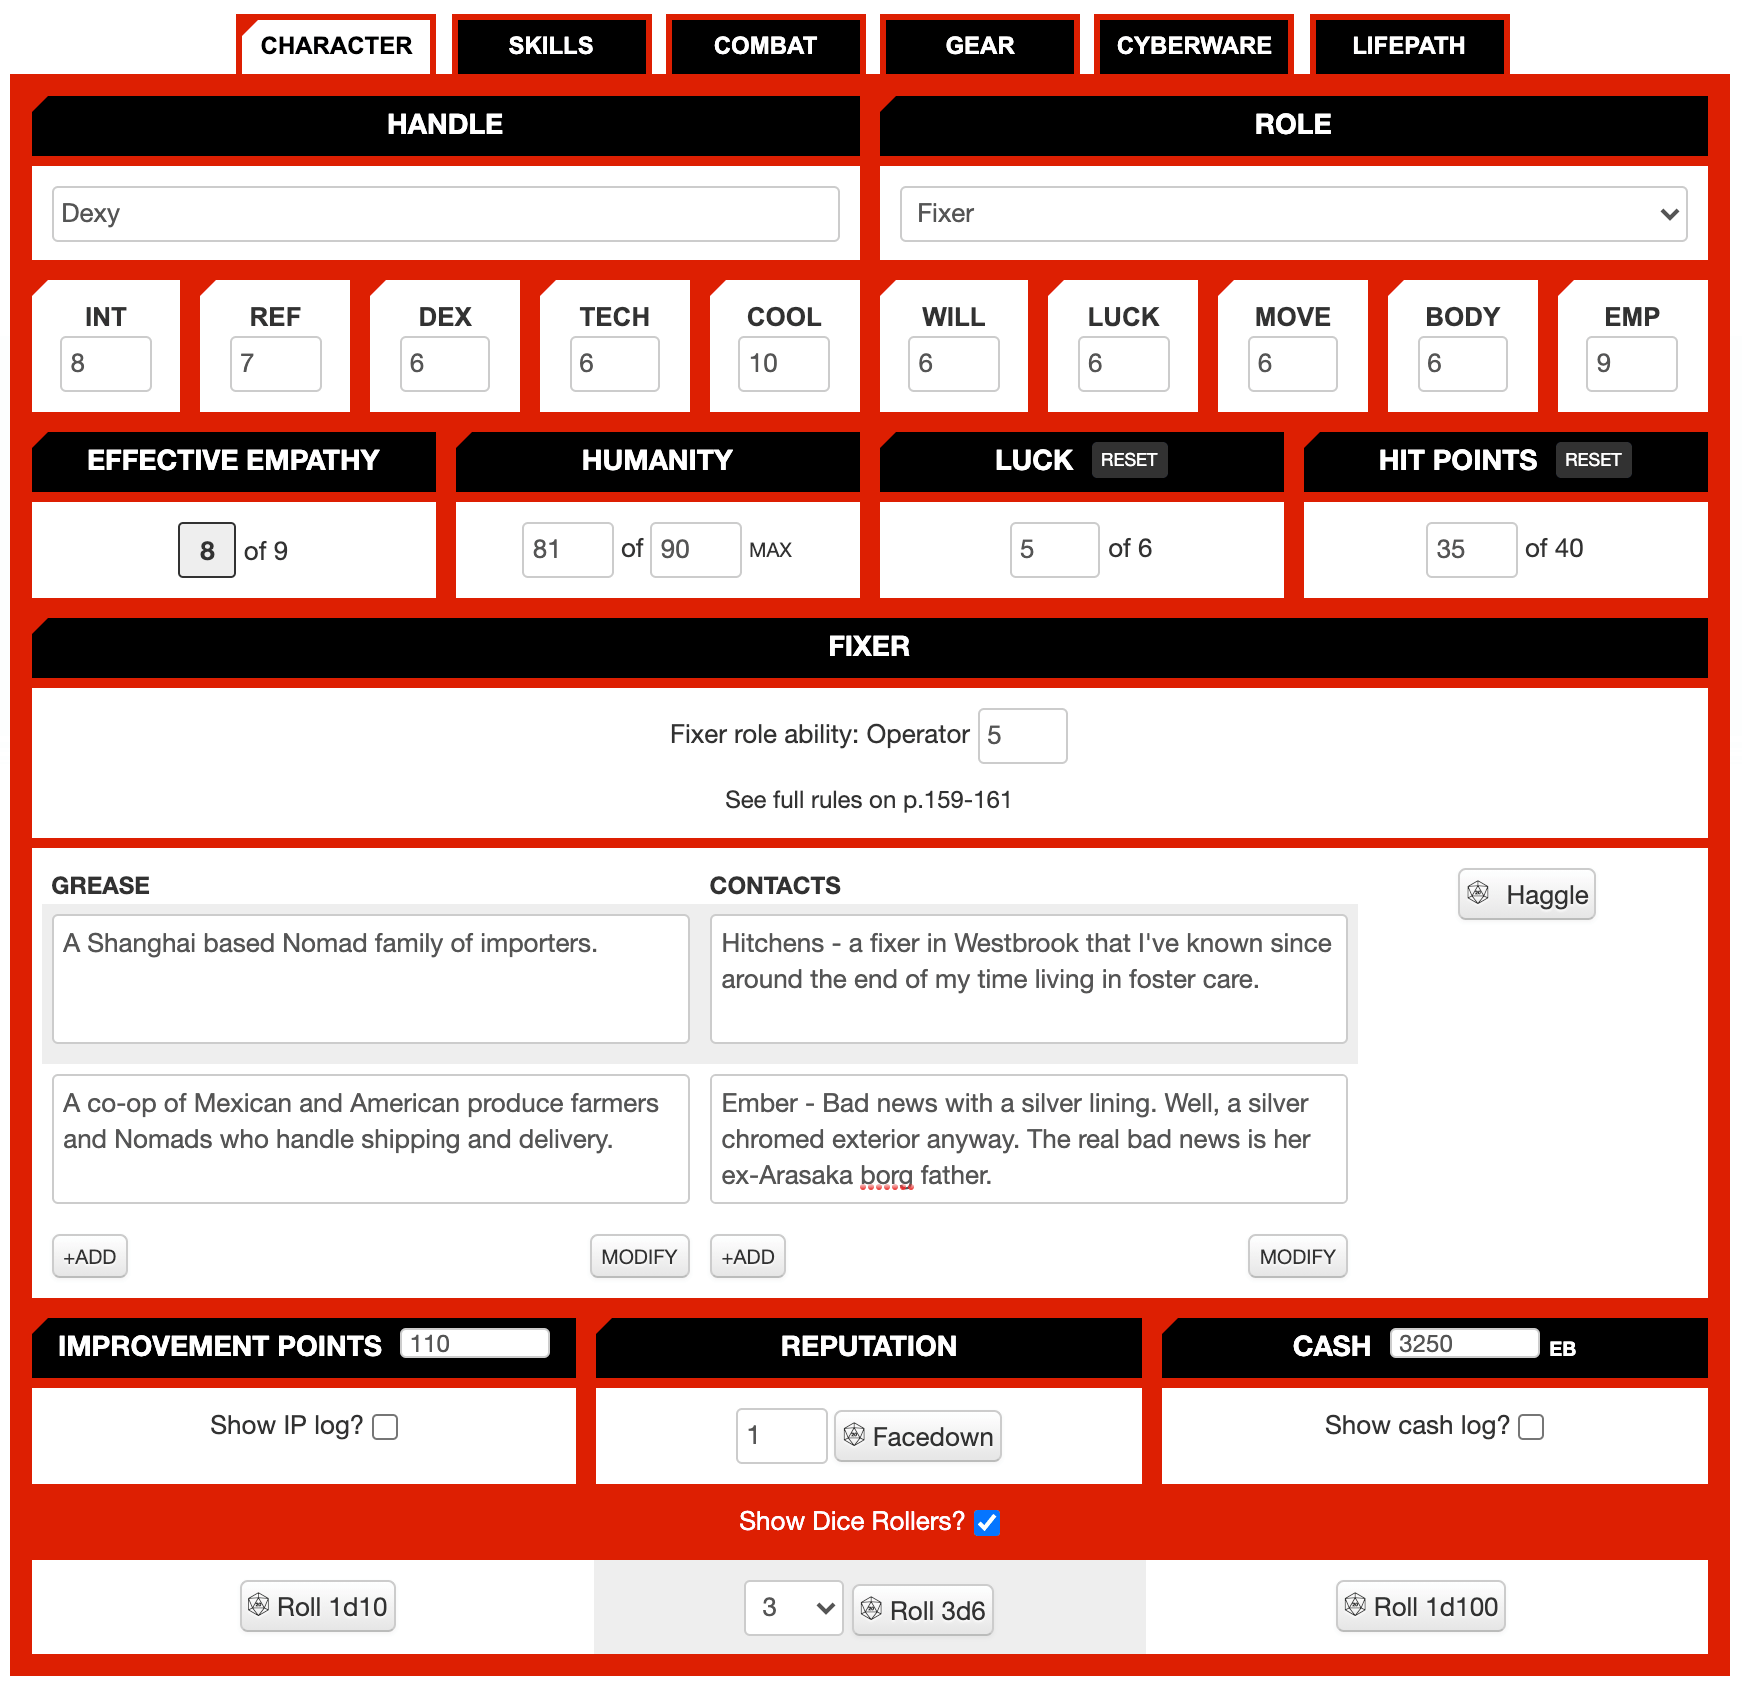 CHARACTER SKILLS COMBAT GEAR CYBERWARE LIFEPATH
HANDLE ROLE
Dexy Fixer
INT REF DEX TECH COOL WILL LUCK MOVE BODY EMP
8 7 6 6 10 6 6 6 6 9
EFFECTIVE EMPATHY HUMANITY LUCK RESET HIT POINTS RESET
8 of 9 81 of 90 MAX 5 of 6 35 of 40
FIXER
Fixer role ability: Operator 5
See full rules on p.159-161
GREASE
A Shanghai based Nomad family of importers.
A co-op of Mexican and American produce farmers
and Nomads who handle shipping and delivery.
+ADD MODIFY
CONTACTS
Hitchens - a fixer in Westbrook that I've known since
around the end of my time living in foster care.
Ember - Bad news with a silver lining. Well, a silver
chromed exterior anyway. The real bad news is her
ex-Arasaka borg father.
+ADD MODIFY
Haggle
IMPROVEMENT POINTS 110 REPUTATION CASH 3250 EB
Show IP log? 1 Facedown Show cash log?
Show Dice Rollers?
Roll 1d10 3 Roll 3d6 Roll 1d100